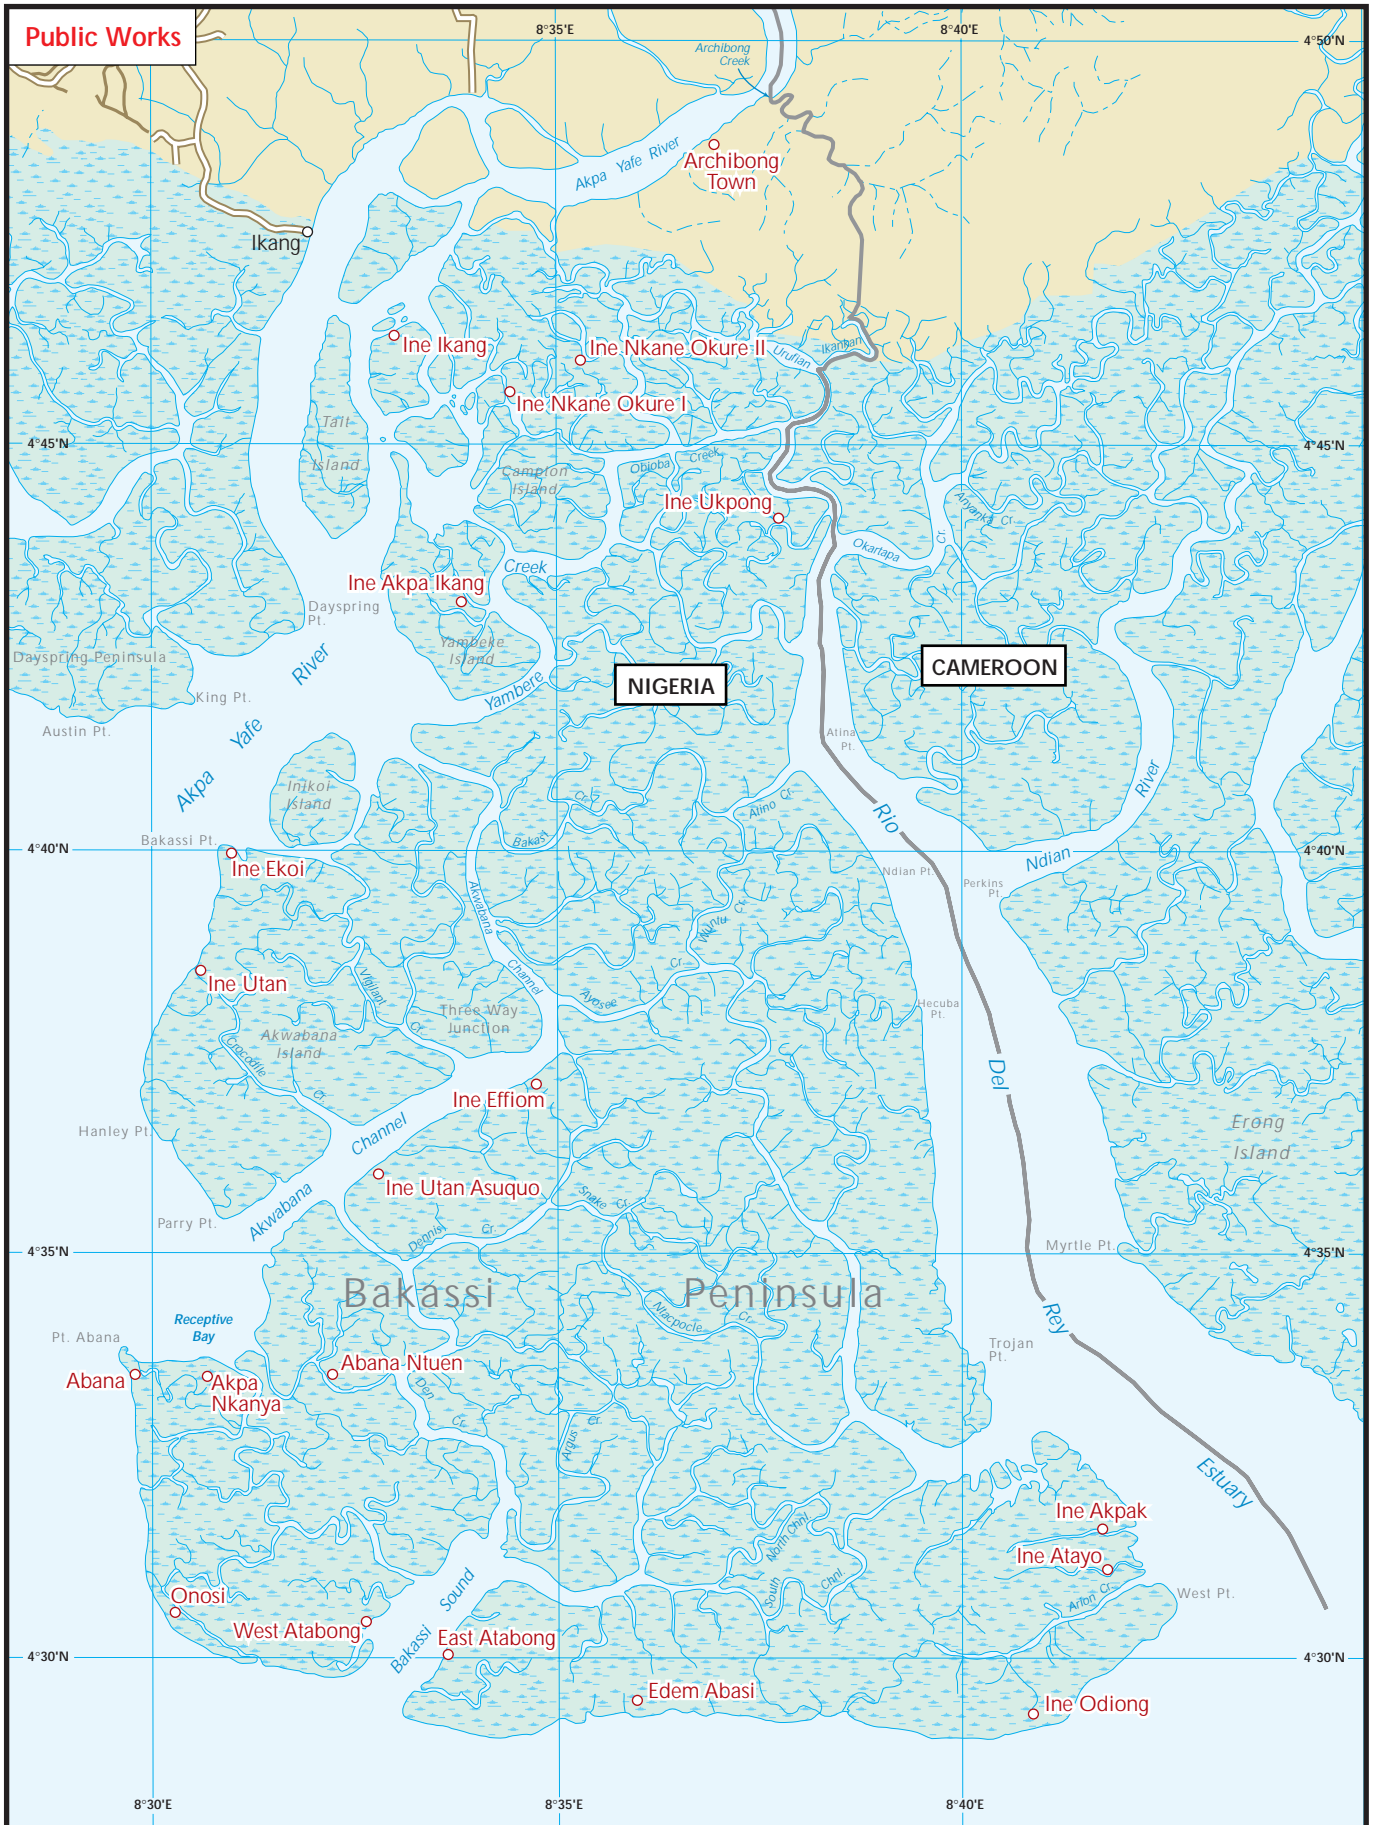 Public Works
8°35'E
8°40'E
4°50'N
Archibong
Creek
Akpa Yafe River
Archibong
Town
Ikang
Ine Ikang
Ine Nkane Okure II
Urufian
Ikanhan
Ine Nkane Okure I
Talt
Island
4°45'N
4°45'N
Campton
Island
Obioba Creek
Ine Ukpong
Anyanka Cr.
Okartapa Cr.
Creek
Ine Akpa Ikang
Dayspring
Pt.
Yambeke
Island
Dayspring Peninsula
NIGERIA
CAMEROON
King Pt.
Yambere
Austin Pt.
Akpa Yafe River
Atina
Pt.
Inikoi
Island
Bakasi Cr.
Atino Cr.
River
Rio
Bakassi Pt.
4°40'N
4°40'N
Ine Ekoi
Ndian
Ndian Pt.
Perkins
Pt.
Akwabana
Wuntu Cr.
Cr.
Ine Utan
Vigilant
Cr.
Channel
Ayosee
Three Way
Junction
Hecuba
Pt.
Akwabana
Island
Crocodile
Cr.
Del
Ine Effiom
Hanley Pt.
Channel
Erong
Island
Ine Utan Asuquo
Akwabana
Snake Cr.
Parry Pt.
Dennis Cr.
4°35'N
Myrtle Pt.
4°35'N
Bakassi Peninsula
Receptive
Bay
Niacpocle Cr.
Rey
Pt. Abana
Trojan
Pt.
Abana
Akpa
Nkanya
Abana Ntuen
Den
Cr.
Argus Cr.
Estuary
Ine Akpak
North Chnl.
Ine Atayo
South Chnl.
Arion Cr.
West Pt.
Onosi
West Atabong
Bakassi Sound
East Atabong
4°30'N
4°30'N
Edem Abasi
Ine Odiong
8°30'E
8°35'E
8°40'E